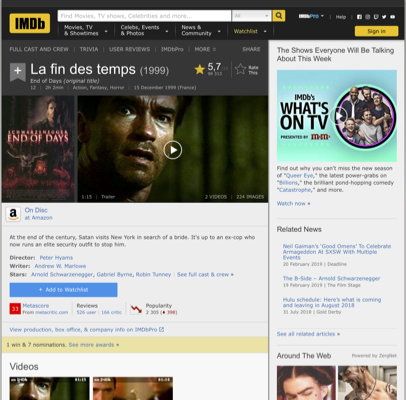 IMDb
Find Movies, TV shows, Celebrities and more...
All
IMDbPro
Help
Movies, TV
& Showtimes
Celebs, Events
& Photos
News &
Community
Watchlist
Sign in
FULL CAST AND CREW | TRIVIA | USER REVIEWS | IMDbPro | MORE
SHARE
La fin des temps (1999)
End of Days (original title)
12 | 2h 2min | Action, Fantasy, Horror | 15 December 1999 (France)
5,7
Rate
This
SCHWARZENEGGER
END OF DAYS
1:15 | Trailer
2 VIDEOS | 224 IMAGES
On Disc
at Amazon
At the end of the century, Satan visits New York in search of a bride. It's up to an ex-cop who
now runs an elite security outfit to stop him.
Director: Peter Hyams
Writer: Andrew W. Marlowe
Stars: Arnold Schwarzenegger, Gabriel Byrne, Robin Tunney | See full cast & crew »
+ Add to Watchlist
33
Metascore
From metacritic.com
Reviews
526 user | 166 critic
Popularity
2 305
View production, box office, & company info on IMDbPro
1 win & 7 nominations. See more awards »
Videos
The Shows Everyone Will Be Talking
About This Week
IMDb's
WHAT'S
ON TV
PRESENTED BY M&M's
Find out why you can't miss the new season
of "Queer Eye," the latest power-grabs on
"Billions," the brilliant pond-hopping comedy
"Catastrophe," and more.
Watch now »
Related News
Neil Gaiman's 'Good Omens' To Celebrate
Armageddon At SXSW With Multiple
Events
20 February 2019 | Deadline
The B-Side – Arnold Schwarzenegger
19 February 2019 | The Film Stage
Hulu schedule: Here's what is coming
and leaving in August 2018
31 July 2018 | Gold Derby
See all related articles »
Around The Web
Powered by ZergNet